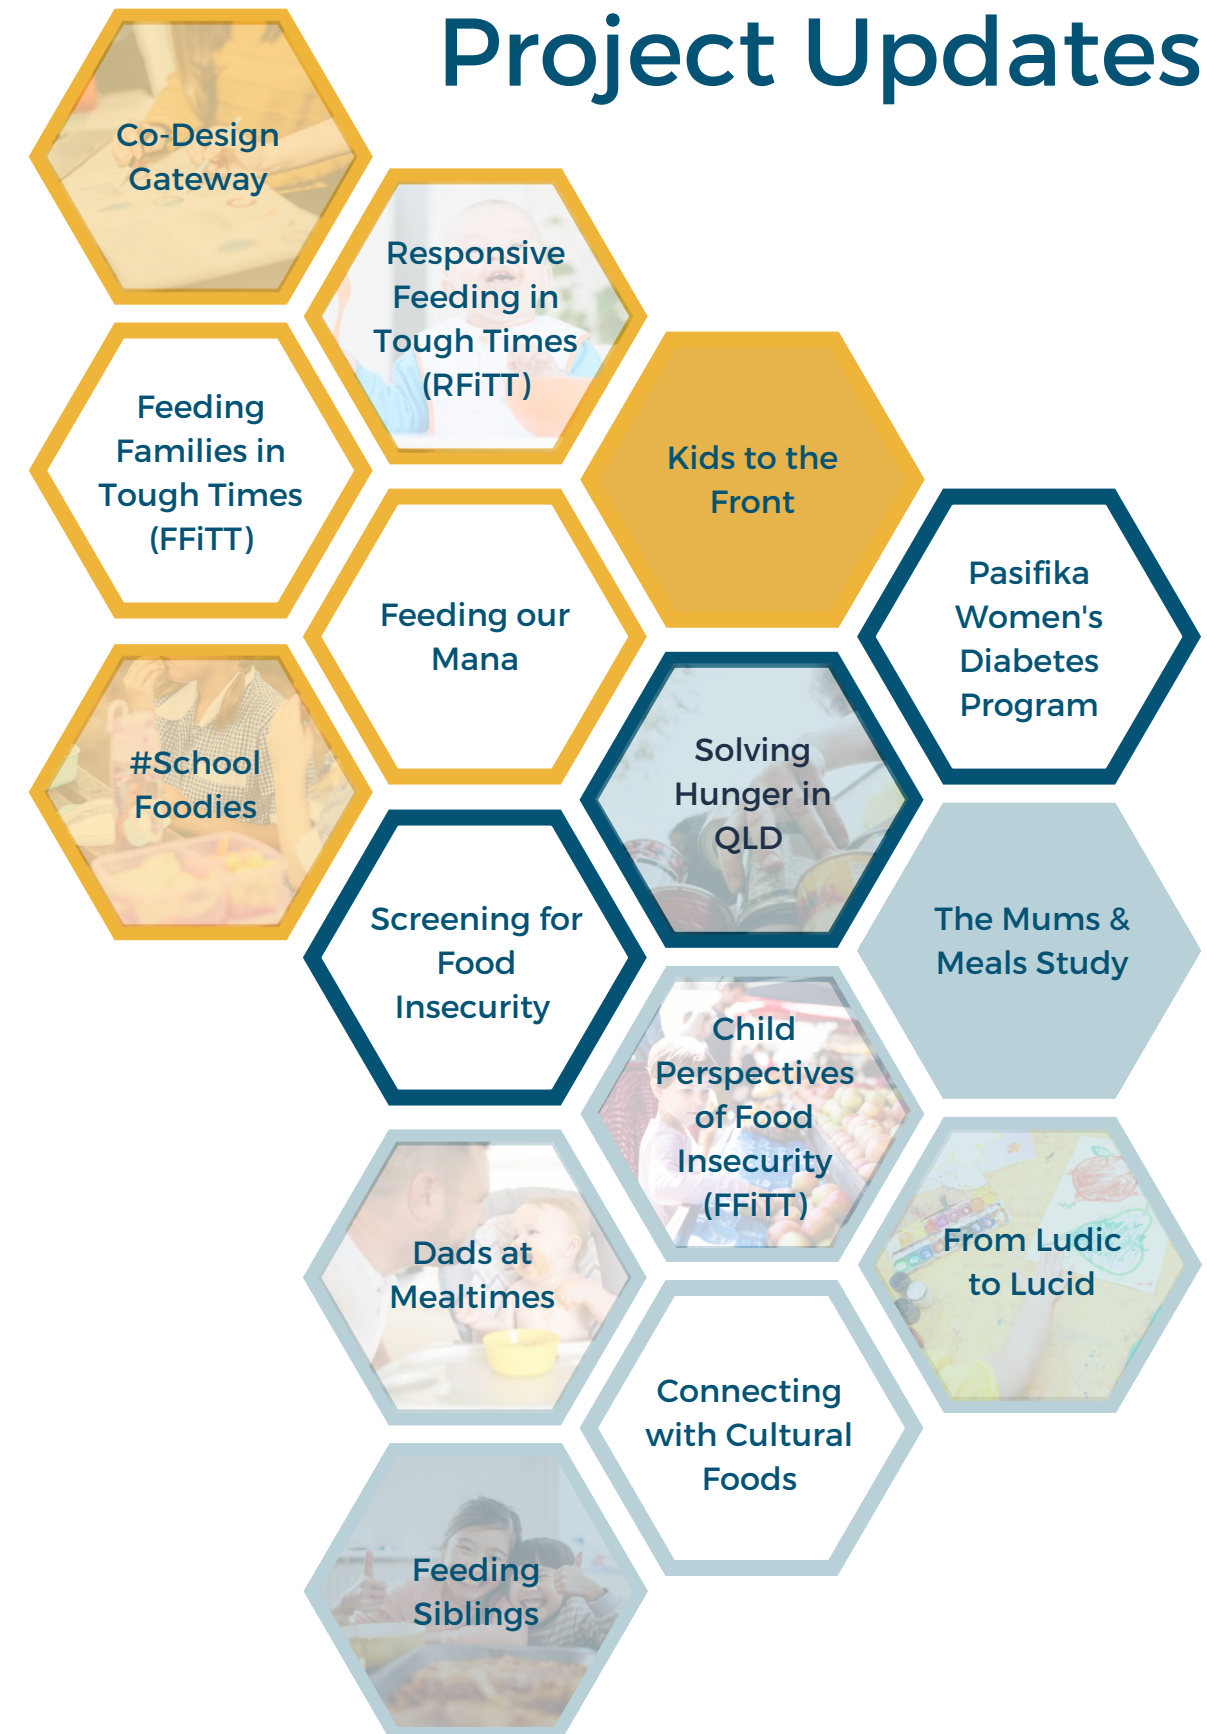 Project Updates
Co-Design
Gateway
Responsive
Feeding in
Tough Times
(RFiTT)
Feeding
Families in
Tough Times
(FFiTT)
Kids to the
Front
Feeding our
Mana
Pasifika
Women's
Diabetes
Program
#School
Foodies
Solving
Hunger in
QLD
Screening for
Food
Insecurity
The Mums &
Meals Study
Child
Perspectives
of Food
Insecurity
(FFiTT)
Dads at
Mealtimes
From Ludic
to Lucid
Connecting
with Cultural
Foods
Feeding
Siblings